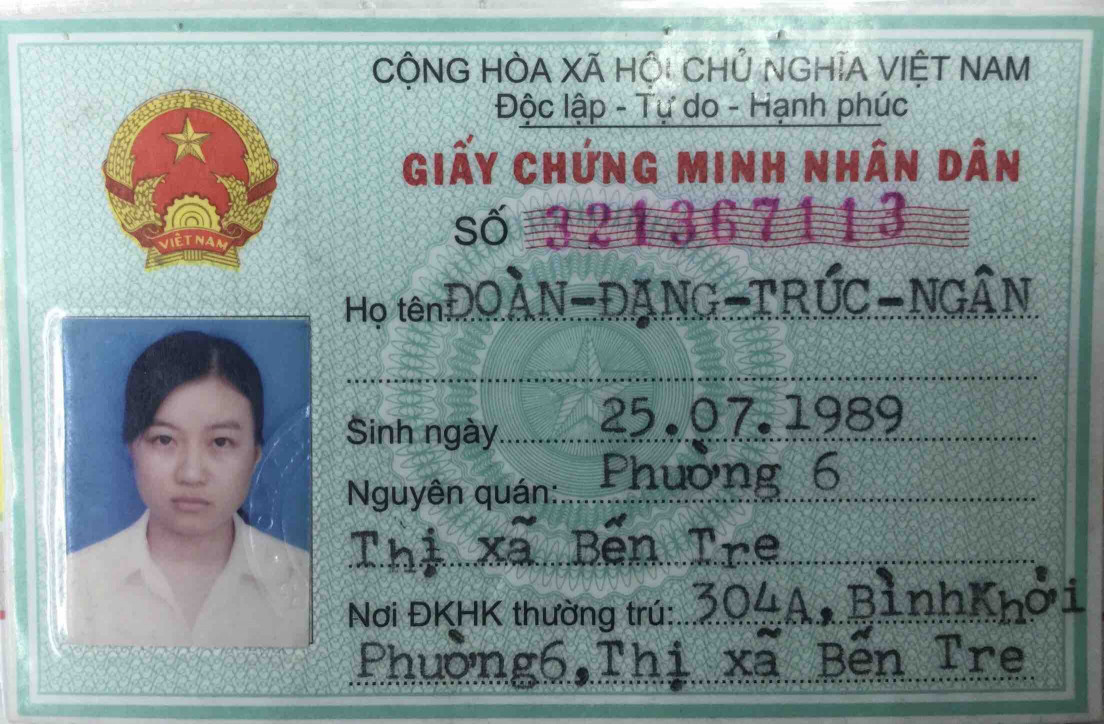 CỘNG HÒA XÃ HỘI CHỦ NGHĨA VIỆT NAM
Độc lập - Tự do - Hạnh phúc
GIẤY CHỨNG MINH NHÂN DÂN
SỐ 321367113
VIỆT NAM
Họ tên: ĐOÀN-ĐẶNG-TRÚC-NGÂN
Sinh ngày 25.07.1989
Nguyên quán: Phường 6
Thị xã Bến Tre
Nơi ĐKHK thường trú: 304A, BìnhKhởi
Phường6,Thị xã Bến Tre